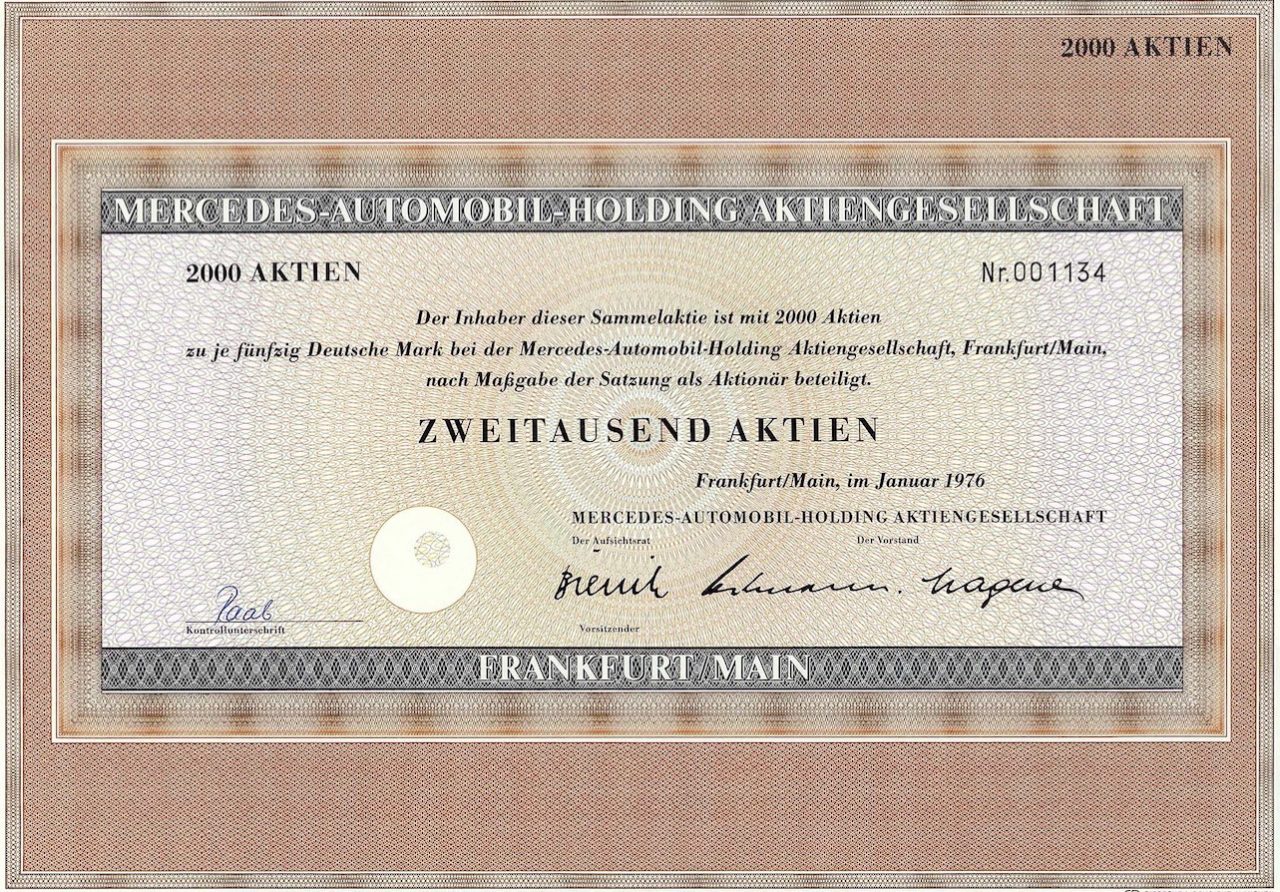 2000 AKTIEN
MERCEDES-AUTOMOBIL-HOLDING AKTIENGESELLSCHAFT
2000 AKTIEN Nr.001134
Der Inhaber dieser Sammelaktie ist mit 2000 Aktien
zu je fünfzig Deutsche Mark bei der Mercedes-Automobil-Holding Aktiengesellschaft, Frankfurt/Main,
nach Maßgabe der Satzung als Aktionär beteiligt.
ZWEITAUSEND AKTIEN
Frankfurt/Main, im Januar 1976
MERCEDES-AUTOMOBIL-HOLDING AKTIENGESELLSCHAFT
Der Aufsichtsrat Der Vorstand
Kontrollunterschrift Vorsitzender
FRANKFURT/MAIN